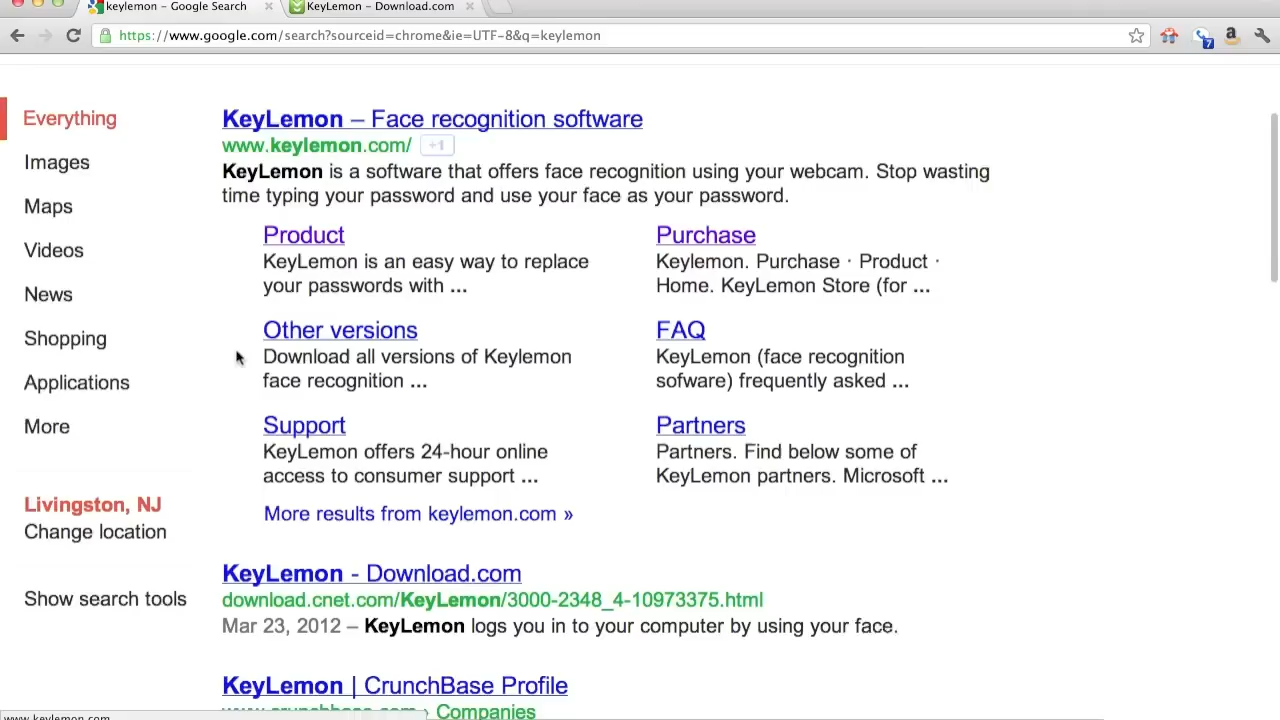 keylemon – Google Search
KeyLemon – Download.com
https://www.google.com/search?sourceid=chrome&ie=UTF-8&q=keylemon
7
a
Everything
Images
Maps
Videos
News
Shopping
Applications
More
Livingston, NJ
Change location
Show search tools
KeyLemon – Face recognition software
www.keylemon.com/ +1
KeyLemon is a software that offers face recognition using your webcam. Stop wasting
time typing your password and use your face as your password.
Product
KeyLemon is an easy way to replace
your passwords with ...
Purchase
Keylemon. Purchase · Product ·
Home. KeyLemon Store (for ...
Other versions
Download all versions of Keylemon
face recognition ...
FAQ
KeyLemon (face recognition
sofware) frequently asked ...
Support
KeyLemon offers 24-hour online
access to consumer support ...
Partners
Partners. Find below some of
KeyLemon partners. Microsoft ...
More results from keylemon.com »
KeyLemon - Download.com
download.cnet.com/KeyLemon/3000-2348_4-10973375.html
Mar 23, 2012 – KeyLemon logs you in to your computer by using your face.
KeyLemon | CrunchBase Profile
www.crunchbase.com › Companies
www.keylemon.com